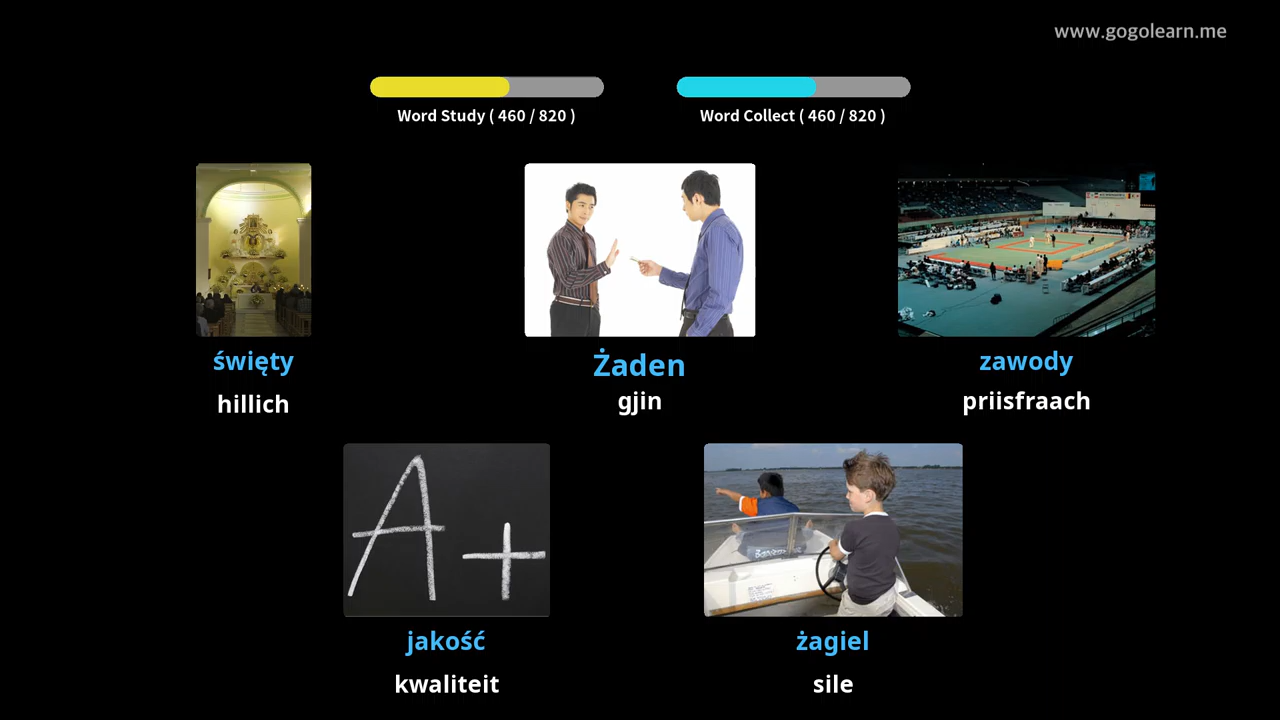 www.gogolearn.me
Word Study ( 460 / 820 )
Word Collect ( 460 / 820 )
święty
Żaden
zawody
hillich
gjin
priisfraach
A+
jakość
żagiel
kwaliteit
sile